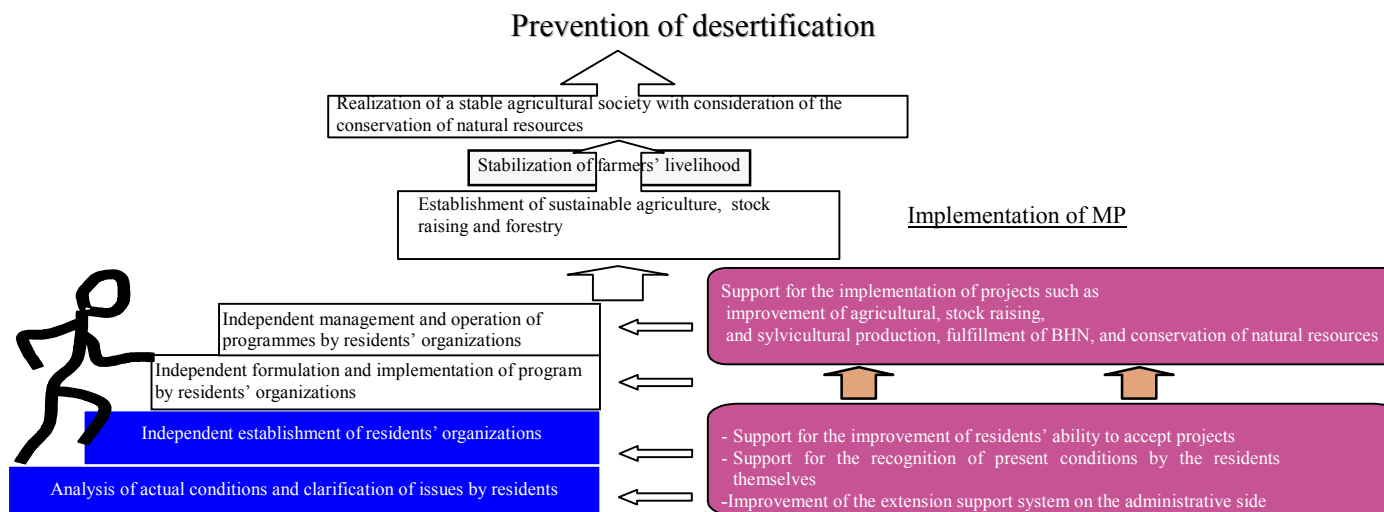 Prevention of desertification
Realization of a stable agricultural society with consideration of the
conservation of natural resources
Stabilization of farmers’ livelihood
Establishment of sustainable agriculture, stock
raising and forestry
Implementation of MP
Support for the implementation of projects such as
improvement of agricultural, stock raising,
and sylvicultural production, fulfillment of BHN, and conservation of natural resources
Independent management and operation of
programmes by residents’ organizations
Independent formulation and implementation of program
by residents’ organizations
Independent establishment of residents’ organizations
Analysis of actual conditions and clarification of issues by residents
- Support for the improvement of residents’ ability to accept projects
- Support for the recognition of present conditions by the residents
themselves
-Improvement of the extension support system on the administrative side